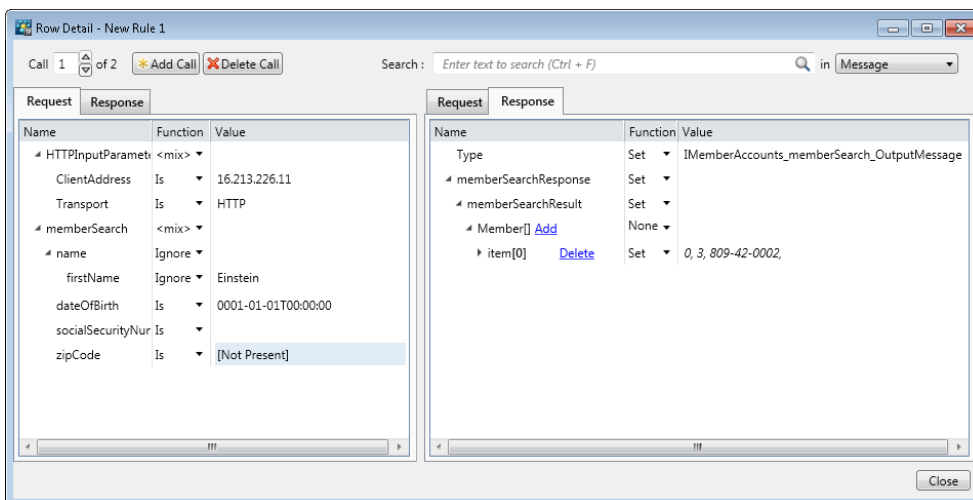 Row Detail - New Rule 1
Call 1 of 2 Add Call Delete Call Search : Enter text to search (Ctrl + F) in Message
Request Response
Name Function Value
HTTPInputParamet <mix>
ClientAddress Is 16.213.226.11
Transport Is HTTP
memberSearch <mix>
name Ignore
firstName Ignore Einstein
dateOfBirth Is 0001-01-01T00:00:00
socialSecurityNur Is
zipCode Is [Not Present]
Request Response
Name Function Value
Type Set IMemberAccounts_memberSearch_OutputMessage
memberSearchResponse Set
memberSearchResult Set
Member[] Add None
item[0] Delete Set 0, 3, 809-42-0002,
Close